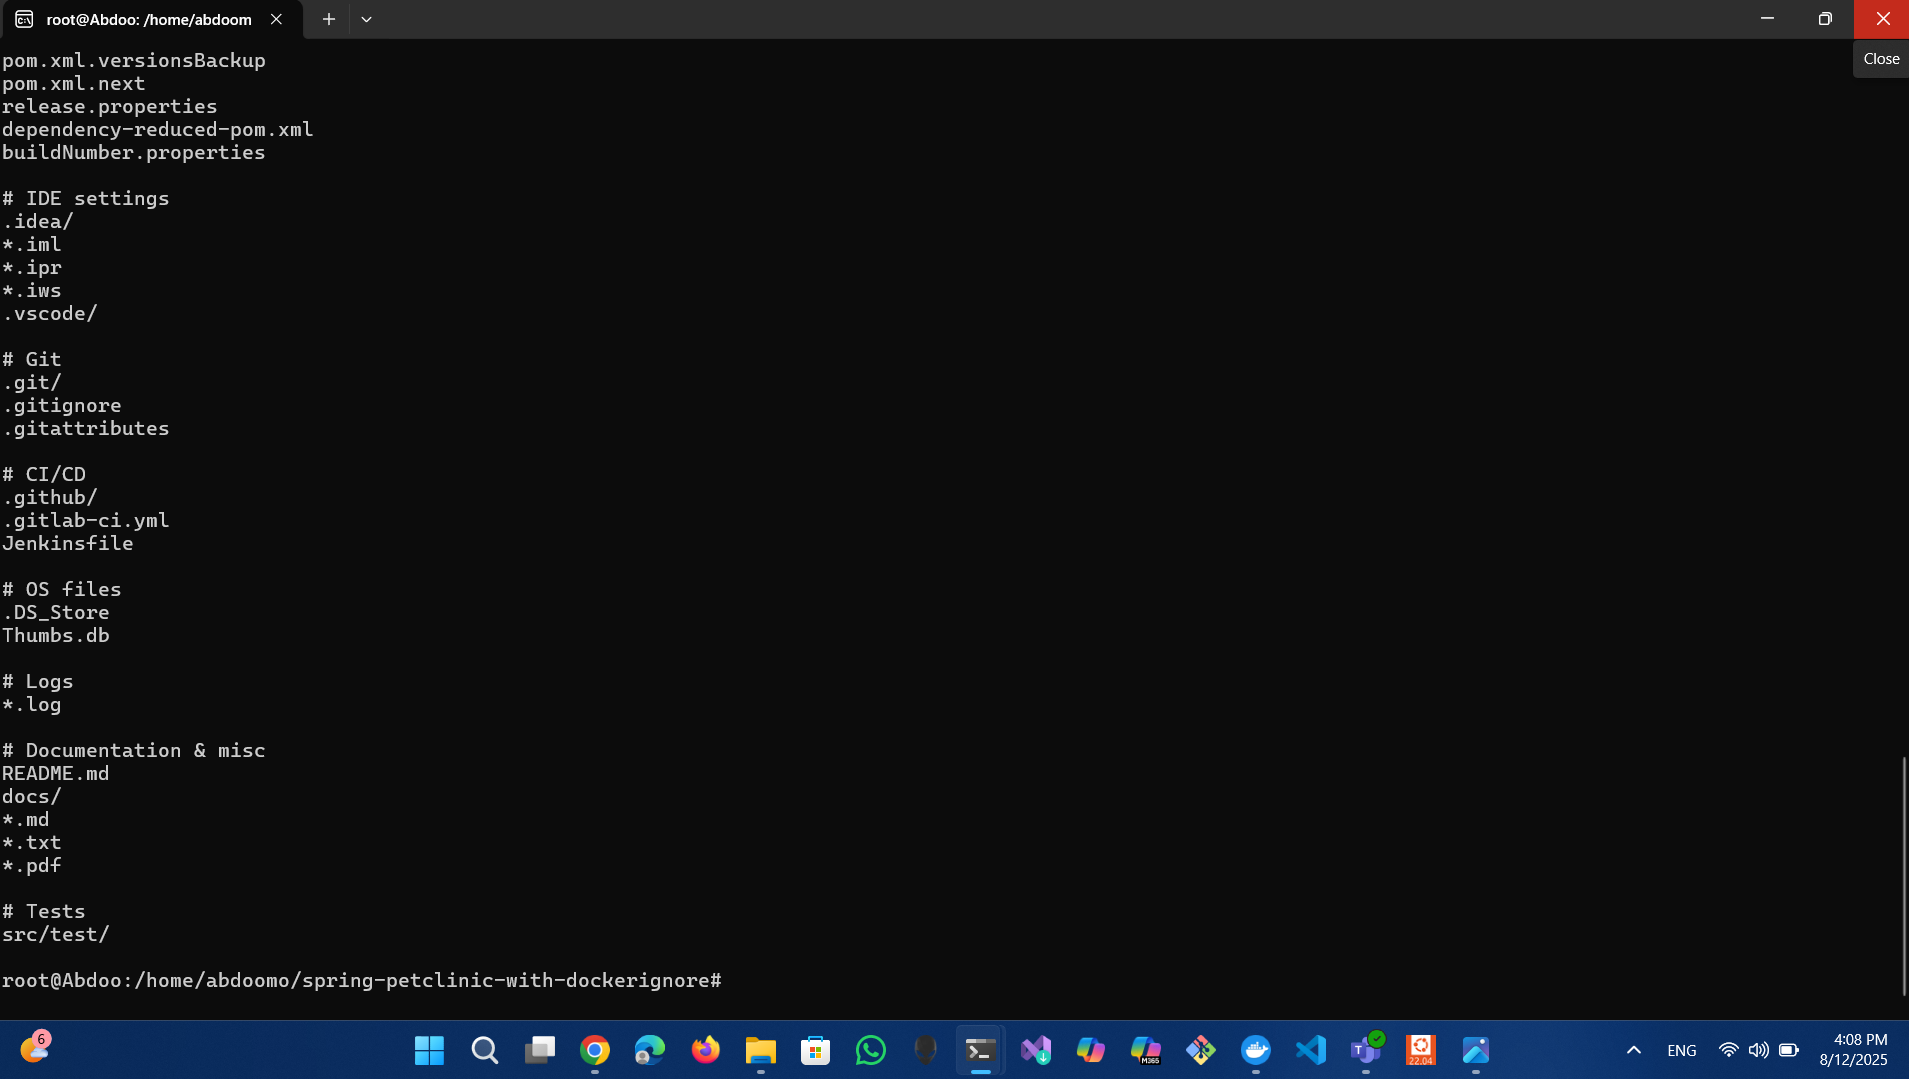 root@Abdoo: /home/abdoom
Close
pom.xml.versionsBackup
pom.xml.next
release.properties
dependency-reduced-pom.xml
buildNumber.properties
# IDE settings
.idea/
*.iml
*.ipr
*.iws
.vscode/
# Git
.git/
.gitignore
.gitattributes
# CI/CD
.github/
.gitlab-ci.yml
Jenkinsfile
# OS files
.DS_Store
Thumbs.db
# Logs
*.log
# Documentation & misc
README.md
docs/
*.md
*.txt
*.pdf
# Tests
src/test/
root@Abdoo:/home/abdoomo/spring-petclinic-with-dockerignore#
6
M365
T
22.04
ENG
4:08 PM
8/12/2025